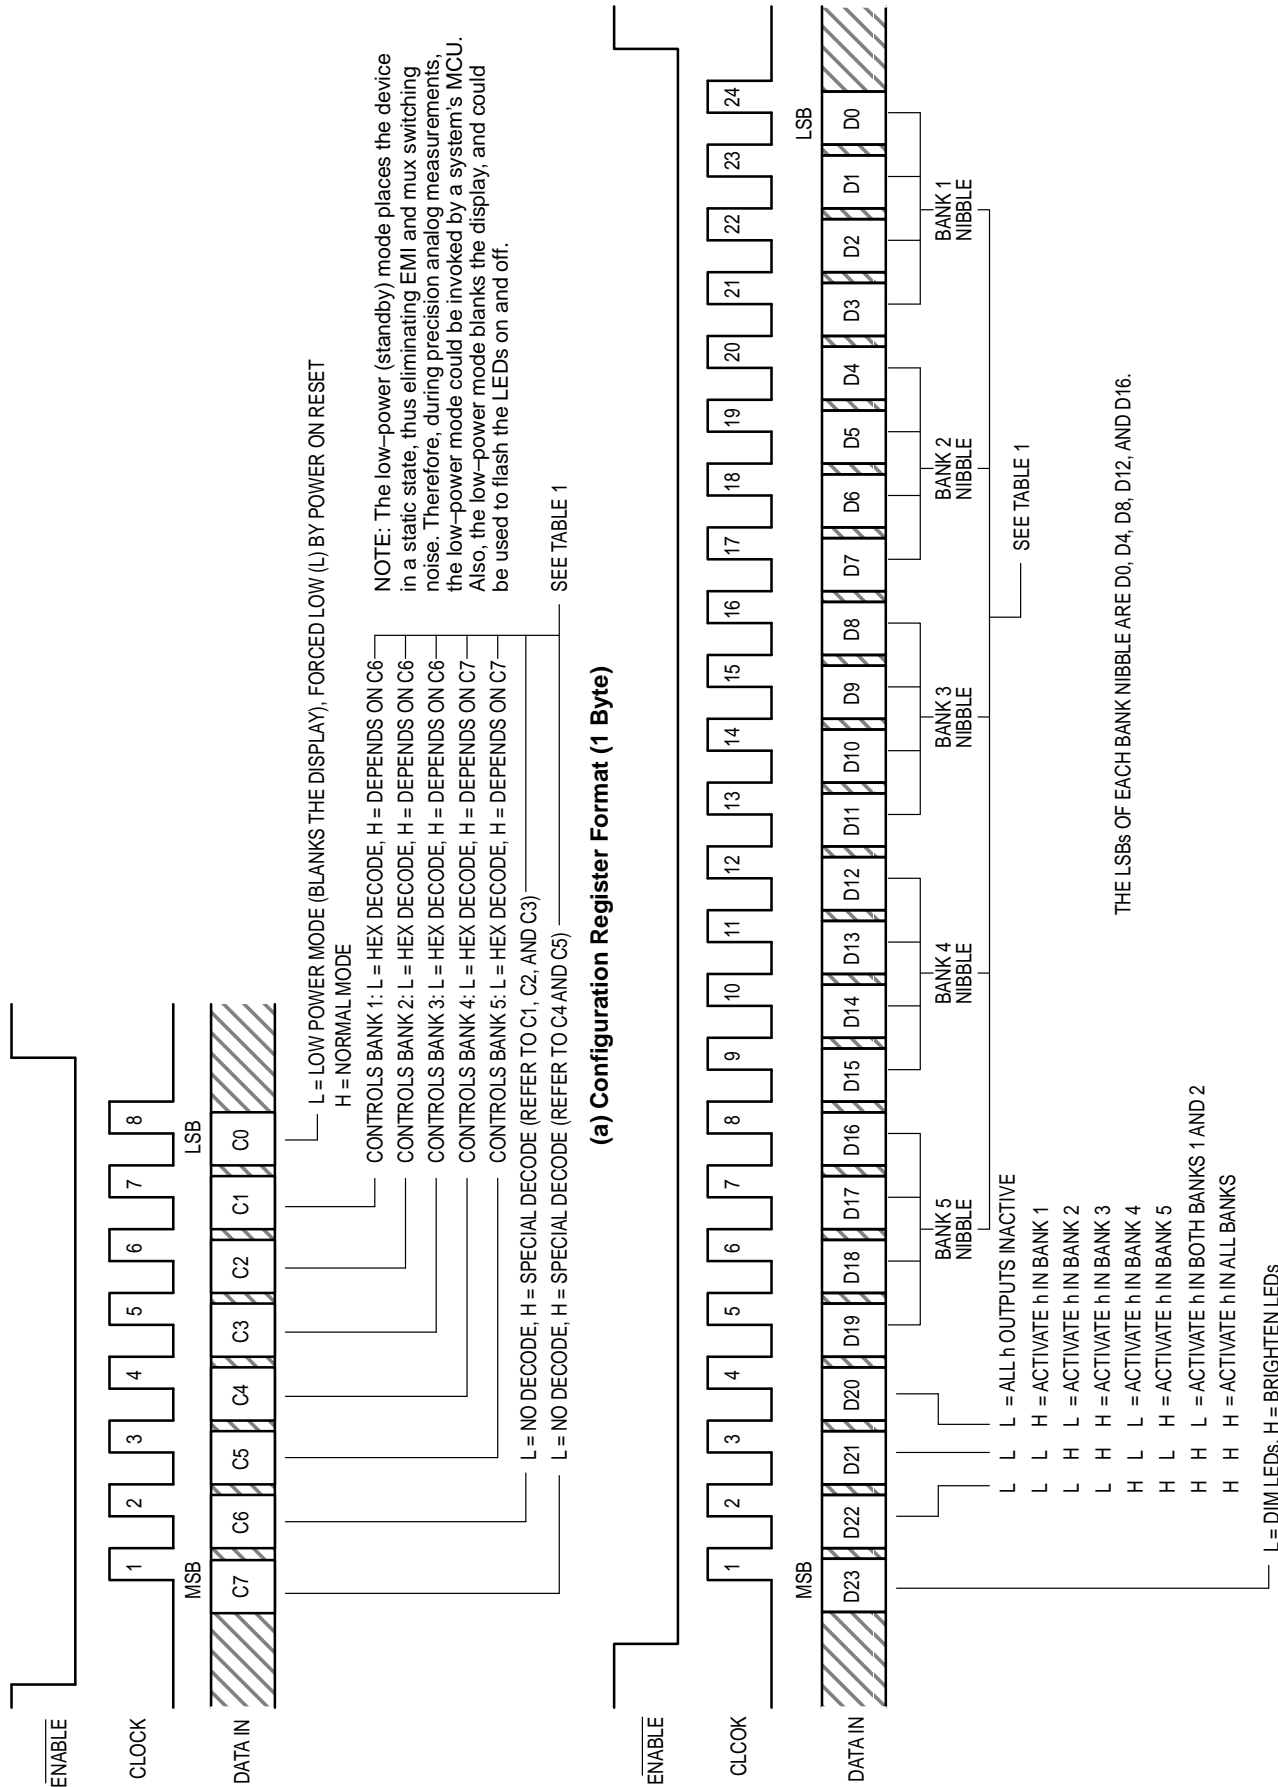 ENABLE
CLOCK
1
2
3
4
5
6
7
8
MSB
LSB
DATA IN
C7
C6
C5
C4
C3
C2
C1
C0
L = LOW POWER MODE (BLANKS THE DISPLAY), FORCED LOW (L) BY POWER ON RESET
H = NORMAL MODE
CONTROLS BANK 1: L = HEX DECODE, H = DEPENDS ON C6
CONTROLS BANK 2: L = HEX DECODE, H = DEPENDS ON C6
CONTROLS BANK 3: L = HEX DECODE, H = DEPENDS ON C6
CONTROLS BANK 4: L = HEX DECODE, H = DEPENDS ON C7
CONTROLS BANK 5: L = HEX DECODE, H = DEPENDS ON C7
L = NO DECODE, H = SPECIAL DECODE (REFER TO C1, C2, AND C3)
L = NO DECODE, H = SPECIAL DECODE (REFER TO C4 AND C5)
SEE TABLE 1
NOTE: The low–power (standby) mode places the device
in a static state, thus eliminating EMI and mux switching
noise. Therefore, during precision analog measurements,
the low–power mode could be invoked by a system's MCU.
Also, the low–power mode blanks the display, and could
be used to flash the LEDs on and off.
(a) Configuration Register Format (1 Byte)
ENABLE
CLCOK
1
2
3
4
5
6
7
8
9
10
11
12
13
14
15
16
17
18
19
20
21
22
23
24
MSB
LSB
DATA IN
D23
D22
D21
D20
D19
D18
D17
D16
D15
D14
D13
D12
D11
D10
D9
D8
D7
D6
D5
D4
D3
D2
D1
D0
BANK 5
NIBBLE
BANK 4
NIBBLE
BANK 3
NIBBLE
BANK 2
NIBBLE
BANK 1
NIBBLE
SEE TABLE 1
L L L = ALL h OUTPUTS INACTIVE
L L H = ACTIVATE h IN BANK 1
L H L = ACTIVATE h IN BANK 2
L H H = ACTIVATE h IN BANK 3
H L L = ACTIVATE h IN BANK 4
H L H = ACTIVATE h IN BANK 5
H H L = ACTIVATE h IN BOTH BANKS 1 AND 2
H H H = ACTIVATE h IN ALL BANKS
L = DIM LEDs, H = BRIGHTEN LEDs
THE LSBs OF EACH BANK NIBBLE ARE D0, D4, D8, D12, AND D16.